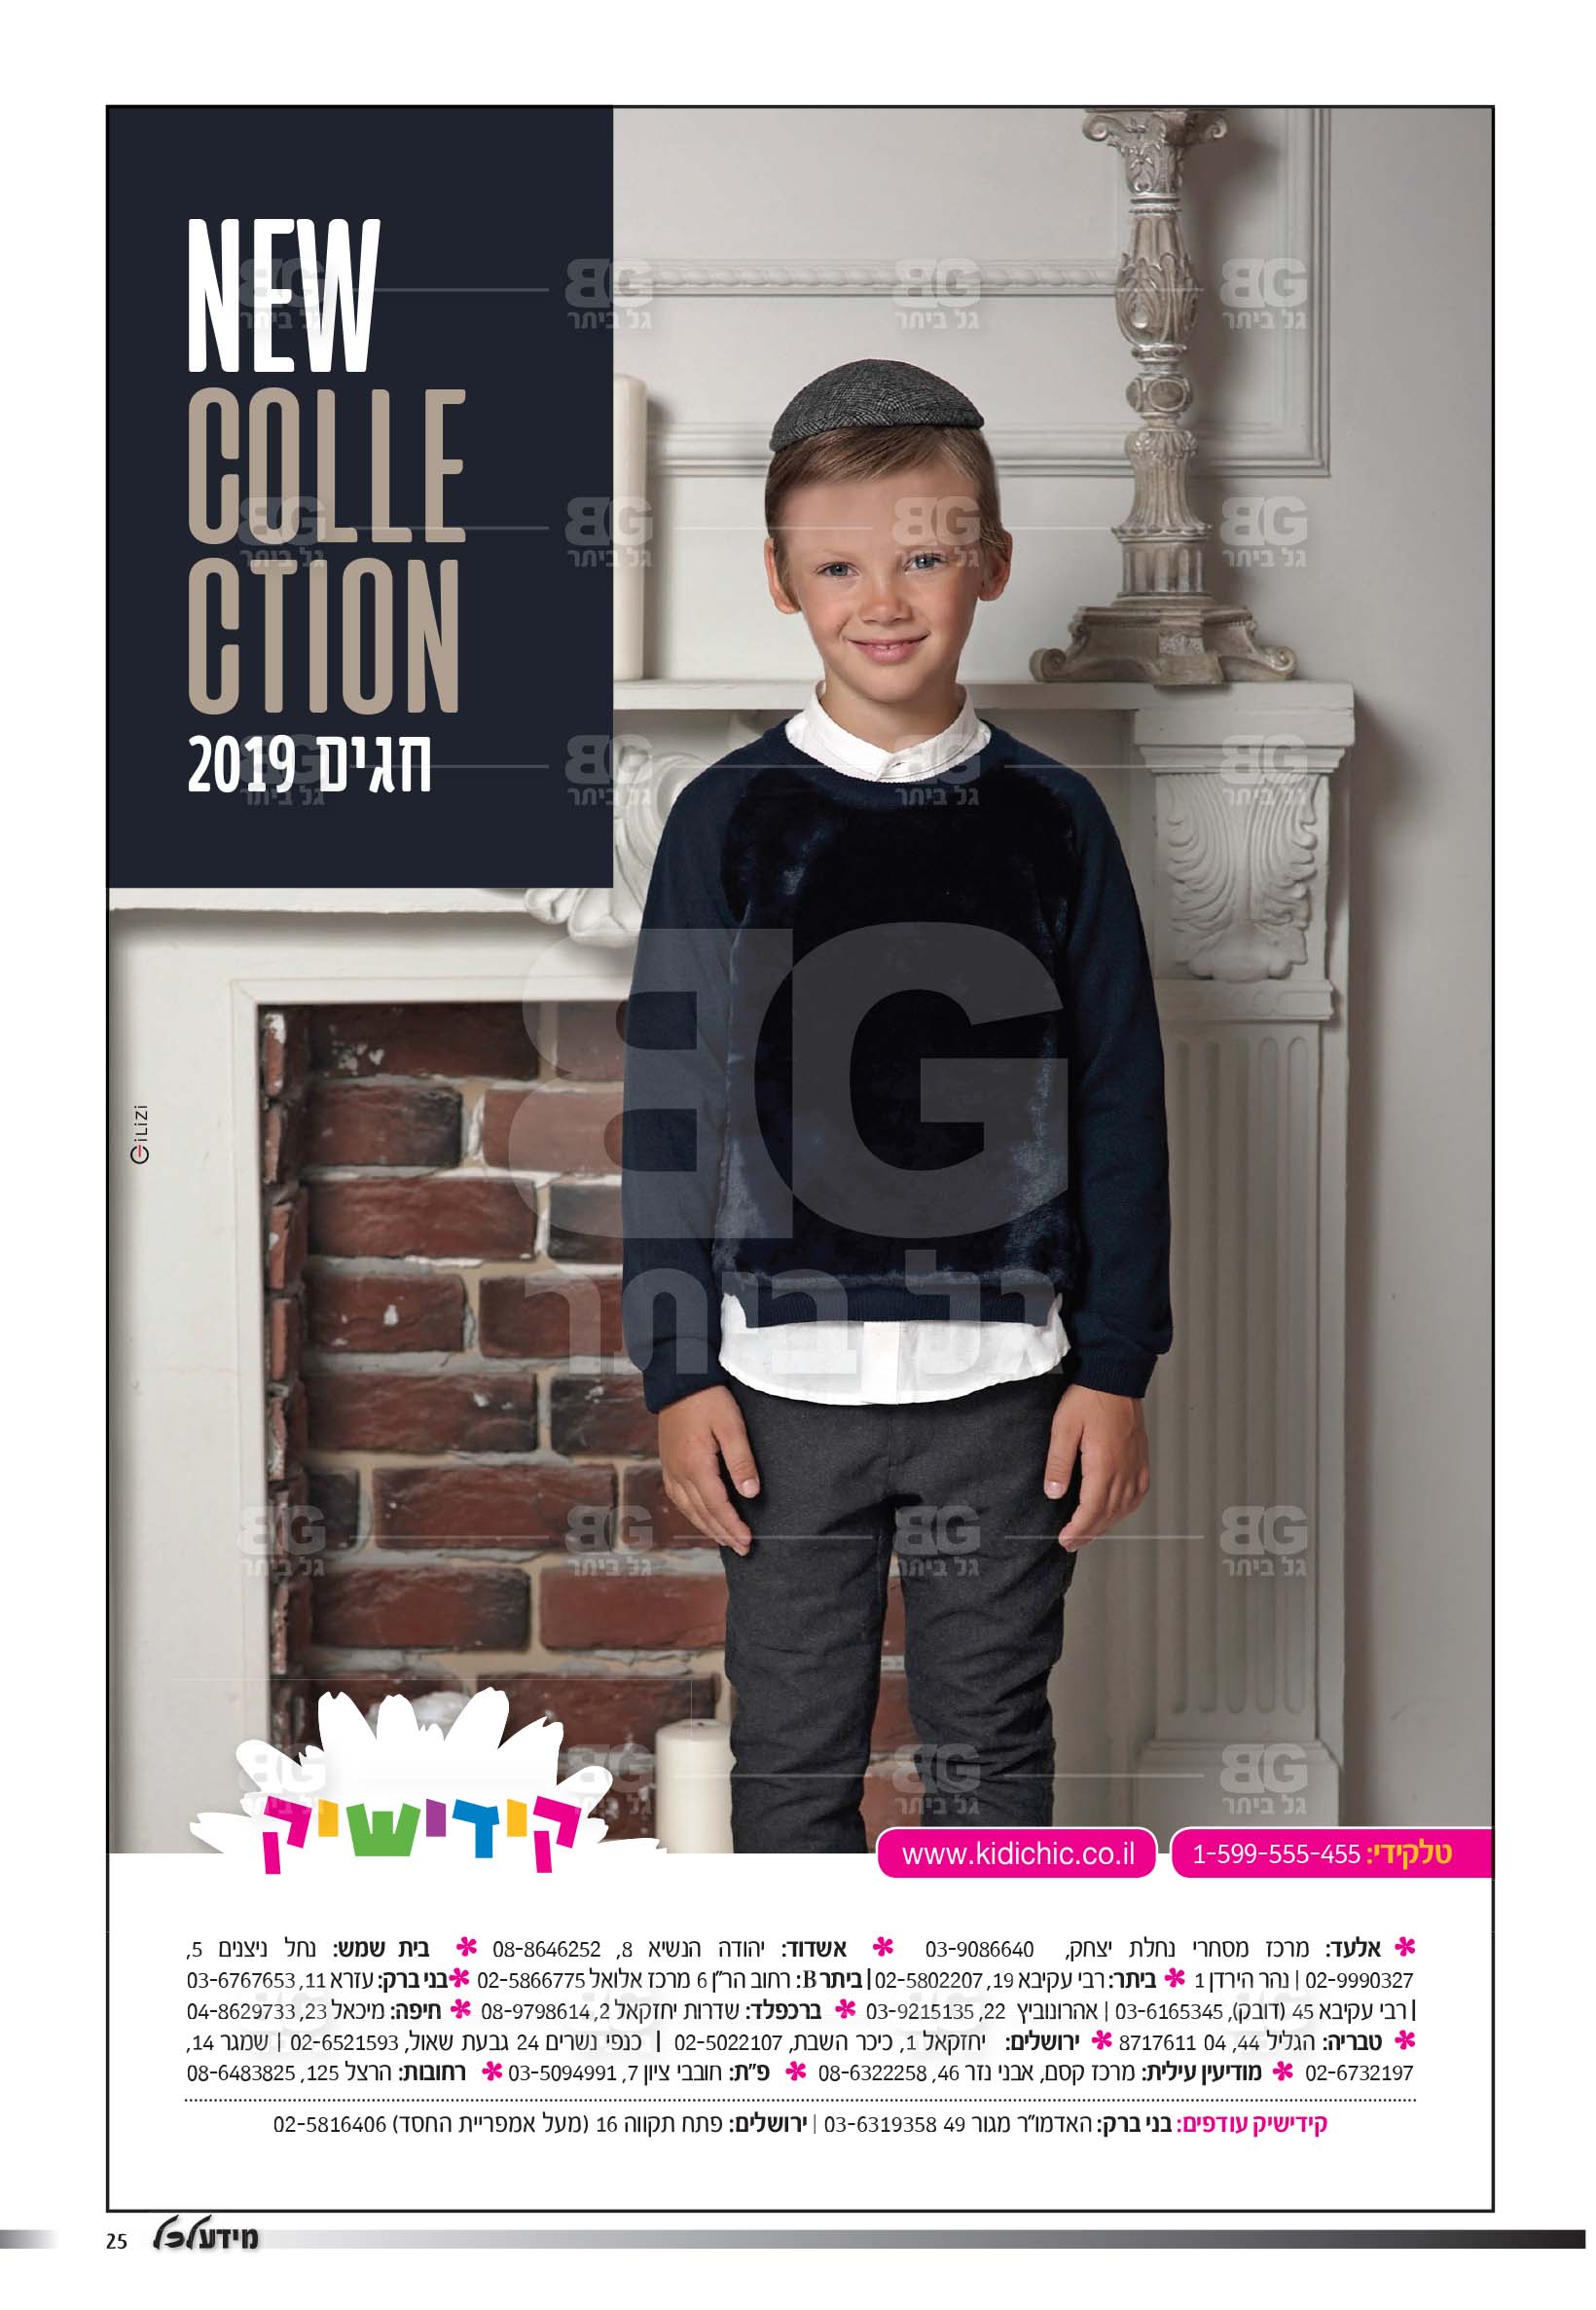 NEW
COLLE
CTION
חגים 2019
GiLiZi
BG
גל ביתר
קידישיק
טלקידי: 1-599-555-455
www.kidichic.co.il
* אלעד: מרכז מסחרי נחלת יצחק, 03-9086640 * אשדוד: יהודה הנשיא 8, 08-8646252 * בית שמש: נחל ניצנים 5,
02-9990327 | נהר הירדן 1 * ביתר: רבי עקיבא 19, 02-5802207 | ביתר B: רחוב הר"ן 6 מרכז אלואל 02-5866775 * בני ברק: עזרא 11, 03-6767653
| רבי עקיבא 45 (דובק), 03-6165345 | אהרונוביץ 22, 03-9215135 * ברכפלד: שדרות יחזקאל 2, 08-9798614 * חיפה: מיכאל 23, 04-8629733
* טבריה: הגליל 44, 04 8717611 * ירושלים: יחזקאל 1, כיכר השבת, 02-5022107 | כנפי נשרים 24 גבעת שאול, 02-6521593 | שמגר 14,
02-6732197 * מודיעין עילית: מרכז קסם, אבני נזר 46, 08-6322258 * פ"ת: חובבי ציון 7, 03-5094991 * רחובות: הרצל 125, 08-6483825
קידישיק עודפים: בני ברק: האדמו"ר מגור 49 03-6319358 | ירושלים: פתח תקווה 16 (מעל אמפריית החסד) 02-5816406
מידע לכל
25